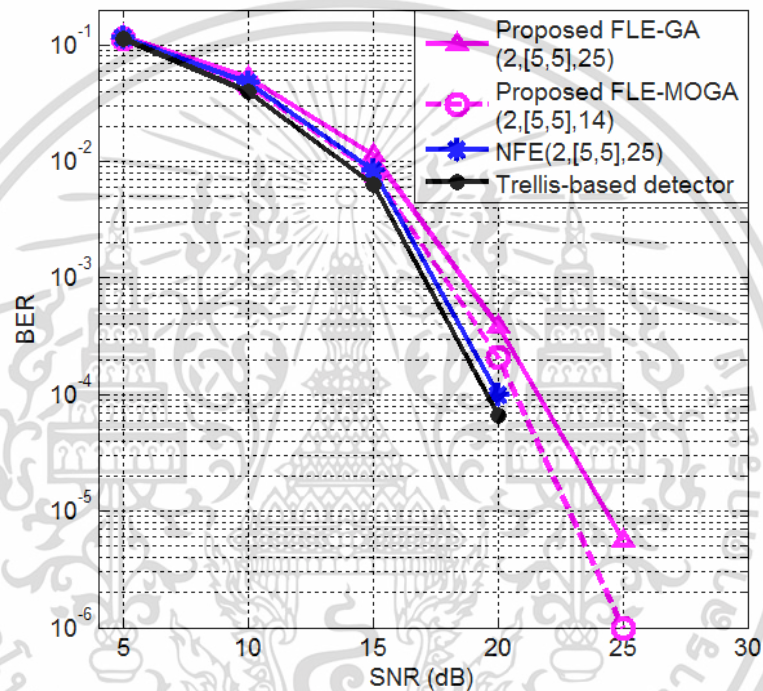 Proposed FLE-GA
(2,[5,5],25)
Proposed FLE-MOGA
(2,[5,5],14)
NFE(2,[5,5],25)
Trellis-based detector
BER
10^-1
10^-2
10^-3
10^-4
10^-5
10^-6
5 10 15 20 25 30
SNR (dB)